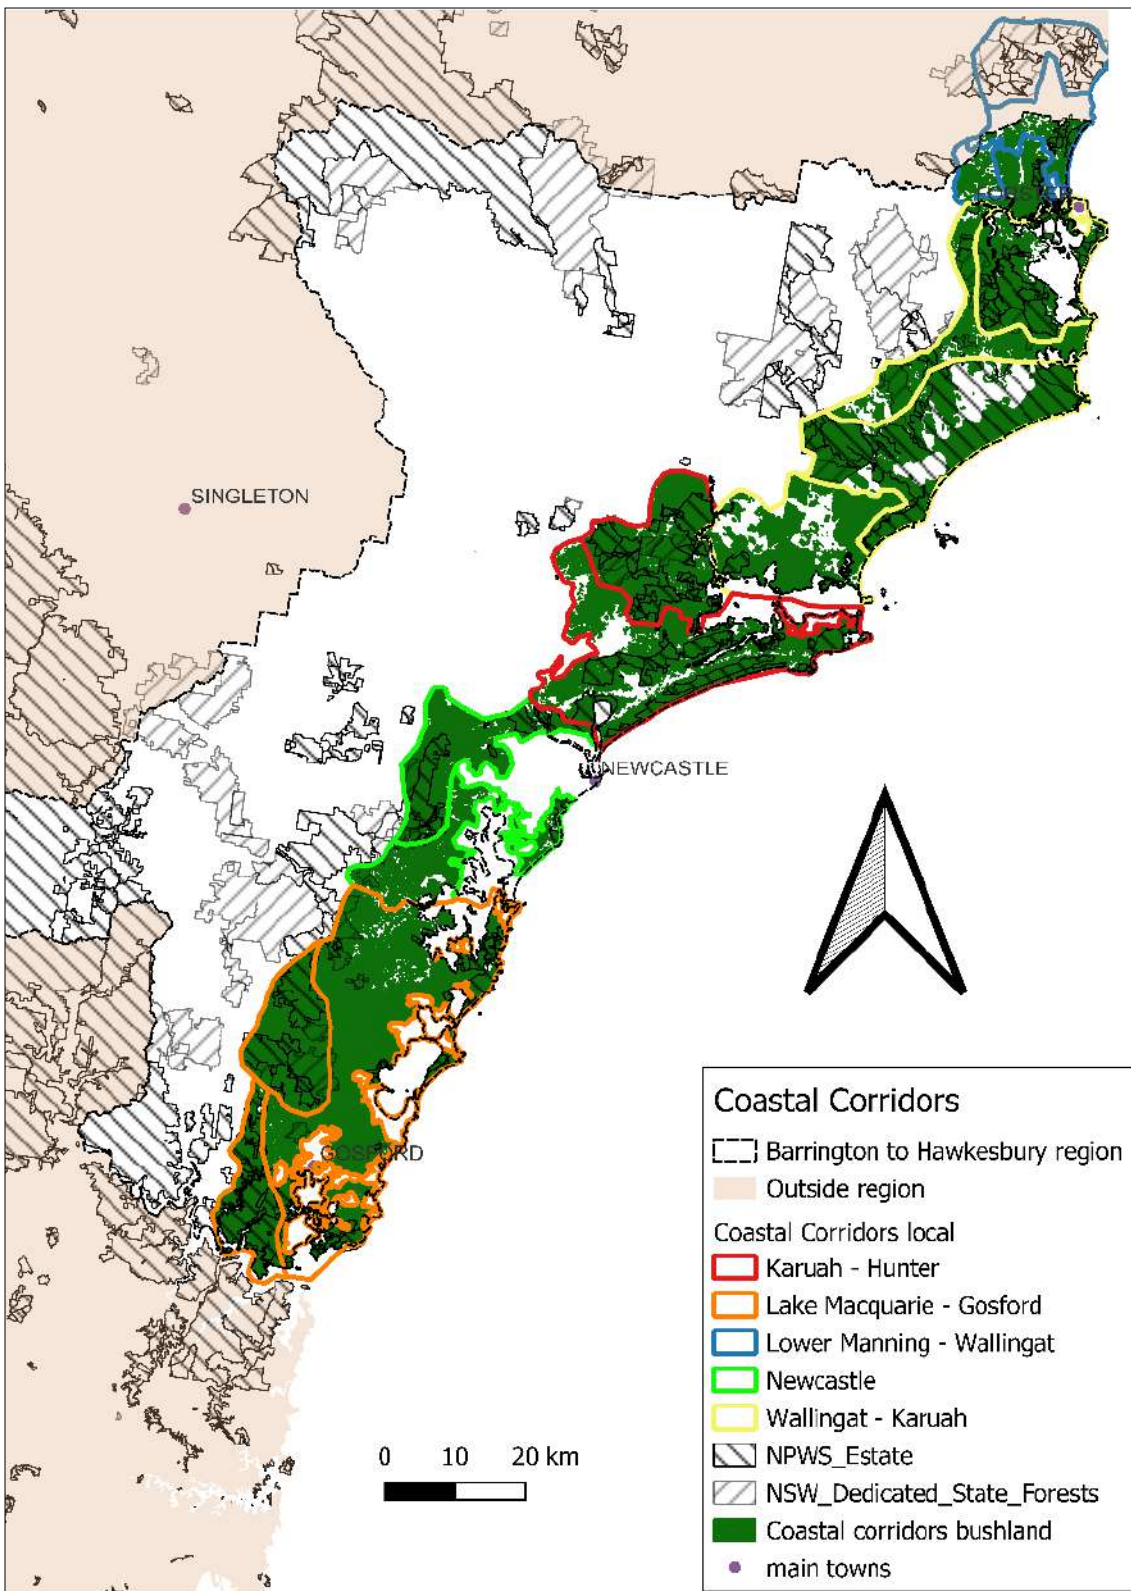 SINGLETON
NEWCASTLE
GOSFORD
Coastal Corridors
Barrington to Hawkesbury region
Outside region
Coastal Corridors local
Karuah - Hunter
Lake Macquarie - Gosford
Lower Manning - Wallingat
Newcastle
Wallingat - Karuah
NPWS_Estate
NSW_Dedicated_State_Forests
Coastal corridors bushland
main towns
0 10 20 km